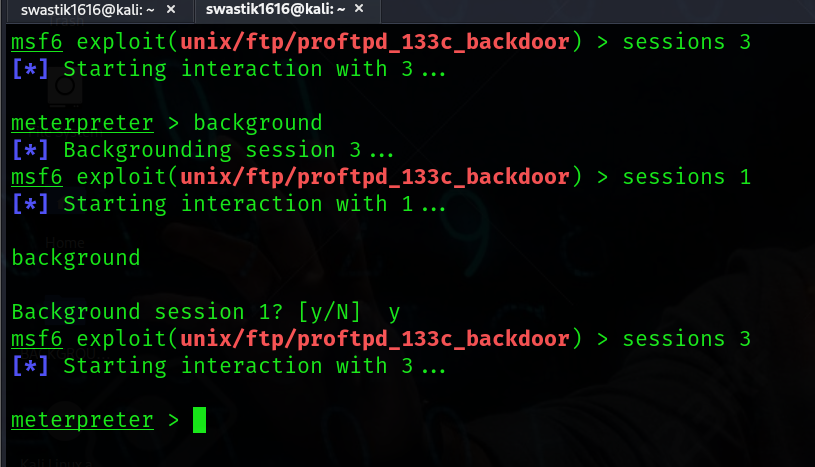 swastik1616@kali: ~ × swastik1616@kali: ~ ×
msf6 exploit(unix/ftp/proftpd_133c_backdoor) > sessions 3
[*] Starting interaction with 3...
meterpreter > background
[*] Backgrounding session 3...
msf6 exploit(unix/ftp/proftpd_133c_backdoor) > sessions 1
[*] Starting interaction with 1...
background
Background session 1? [y/N]  y
msf6 exploit(unix/ftp/proftpd_133c_backdoor) > sessions 3
[*] Starting interaction with 3...
meterpreter >